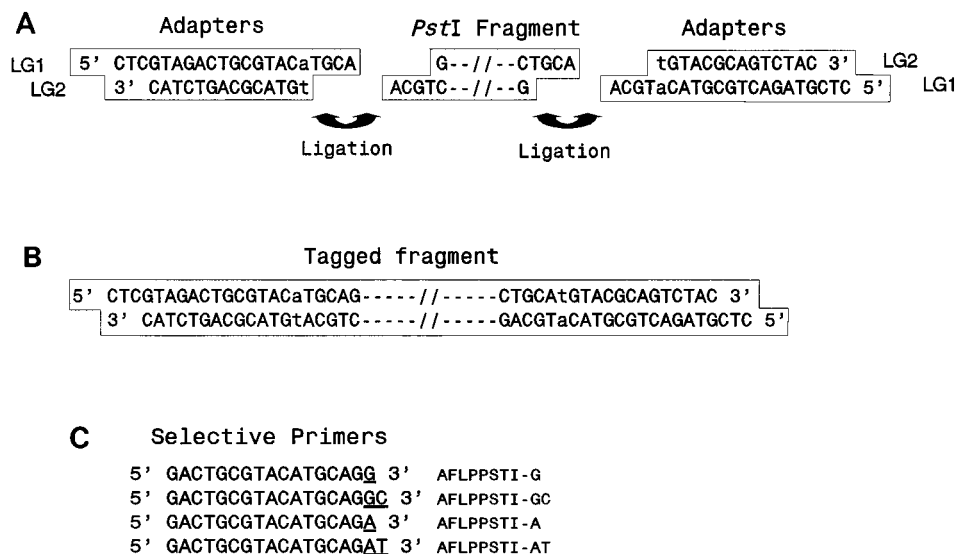 A
Adapters PstI Fragment Adapters
LG1 5' CTCGTAGACTGCGTACaTGCA G--//--CTGCA tGTACGCAGTCTAC 3' LG2
LG2 3' CATCTGACGCATGt ACGTC--//--G ACGTaCATGCGTCAGATGCTC 5' LG1
Ligation Ligation
B Tagged fragment
5' CTCGTAGACTGCGTACaTGCAG-----//-----CTGCAtGTACGCAGTCTAC 3'
3' CATCTGACGCATGtACGTC-----//-----GACGTaCATGCGTCAGATGCTC 5'
C Selective Primers
5' GACTGCGTACATGCAGG 3' AFLPPSTI-G
5' GACTGCGTACATGCAGGC 3' AFLPPSTI-GC
5' GACTGCGTACATGCAGA 3' AFLPPSTI-A
5' GACTGCGTACATGCAGAT 3' AFLPPSTI-AT